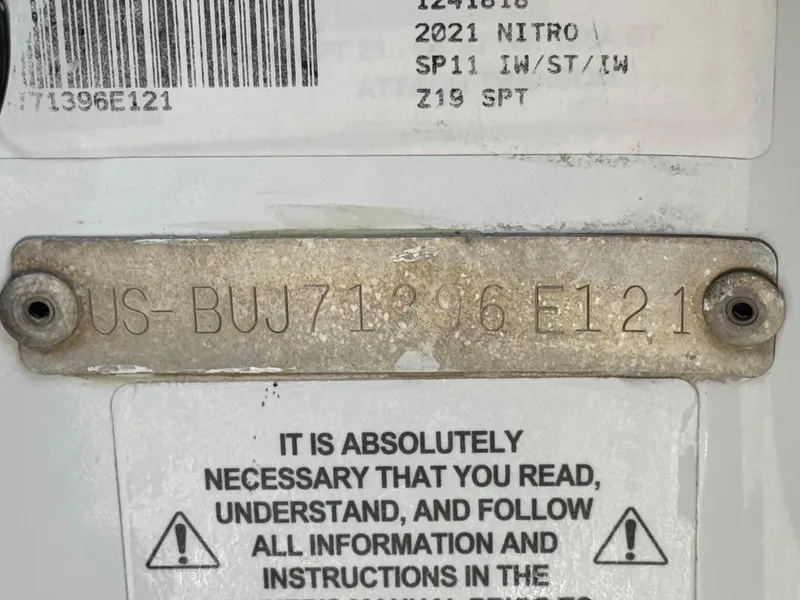 1241818
2021 NITRO
SP11 IW/ST/IW
Z19 SPT
71396E121
US-BUJ71396E121
IT IS ABSOLUTELY
NECESSARY THAT YOU READ,
UNDERSTAND, AND FOLLOW
ALL INFORMATION AND
INSTRUCTIONS IN THE